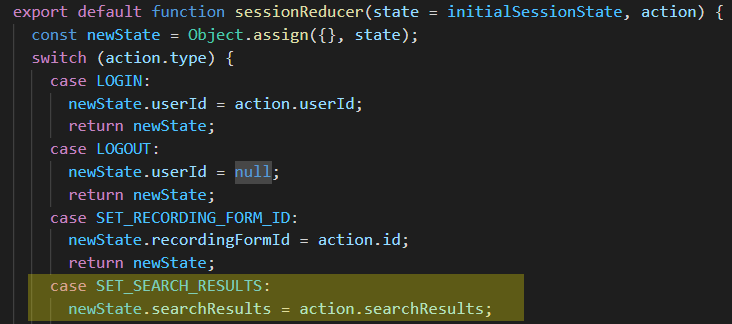 export default function sessionReducer(state = initialSessionState, action) {
const newState = Object.assign({}, state);
switch (action.type) {
case LOGIN:
newState.userId = action.userId;
return newState;
case LOGOUT:
newState.userId = null;
return newState;
case SET_RECORDING_FORM_ID:
newState.recordingFormId = action.id;
return newState;
case SET_SEARCH_RESULTS:
newState.searchResults = action.searchResults;